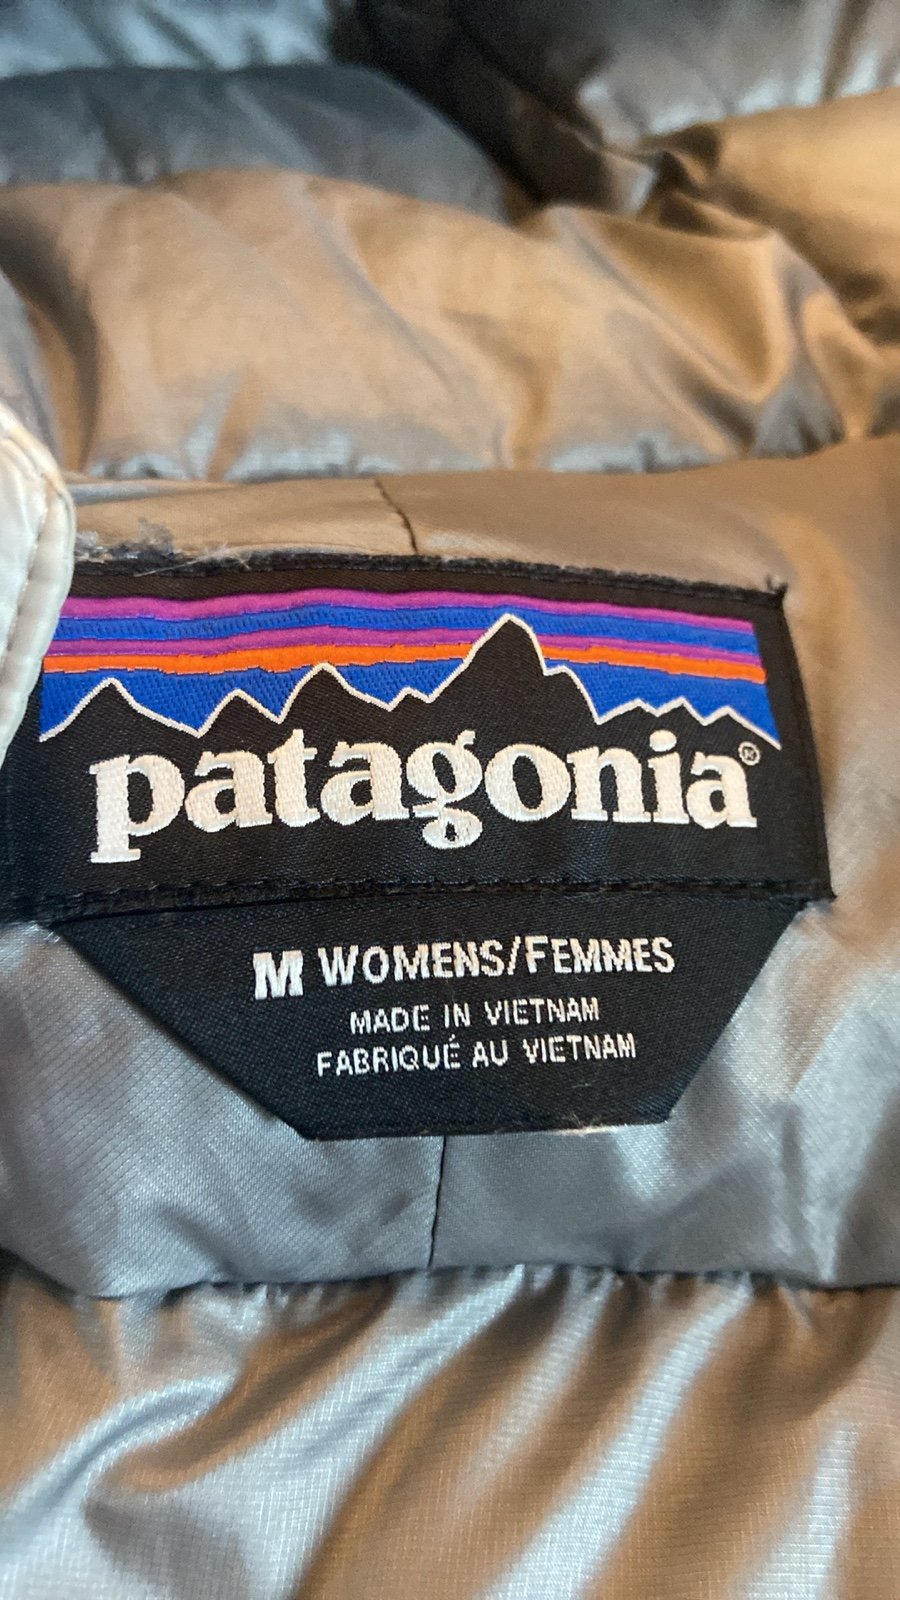 patagonia®
M WOMENS/FEMMES
MADE IN VIETNAM
FABRIQUÉ AU VIETNAM